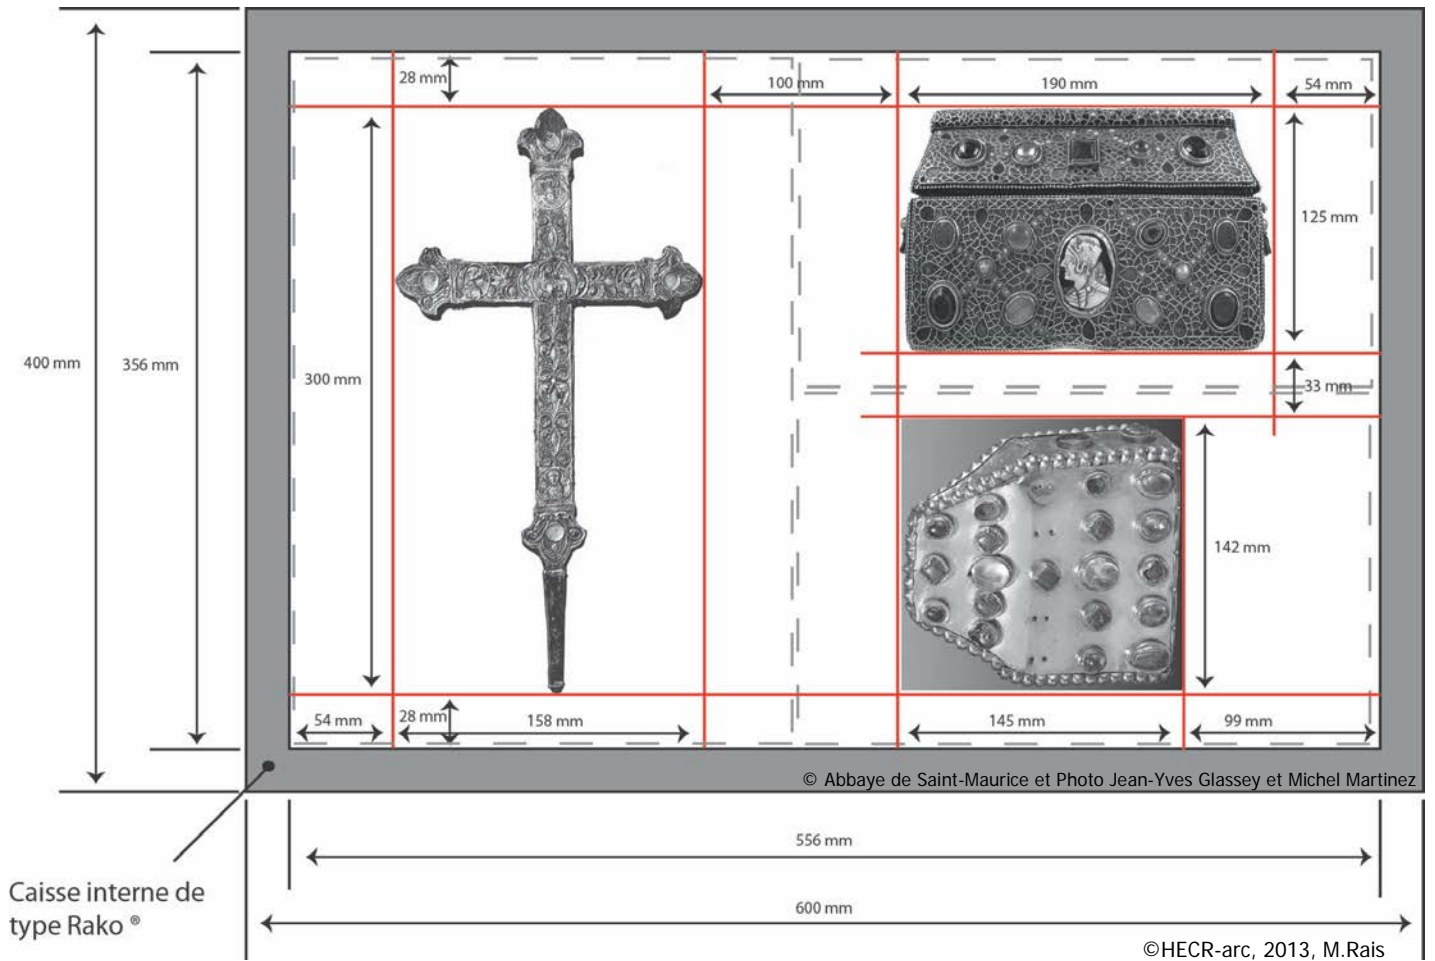 28 mm
100 mm
190 mm
54 mm
125 mm
400 mm
356 mm
300 mm
33 mm
142 mm
54 mm
28 mm
158 mm
145 mm
99 mm
© Abbaye de Saint-Maurice et Photo Jean-Yves Glassey et Michel Martinez
556 mm
Caisse interne de
type Rako ®
600 mm
©HECR-arc, 2013, M.Rais